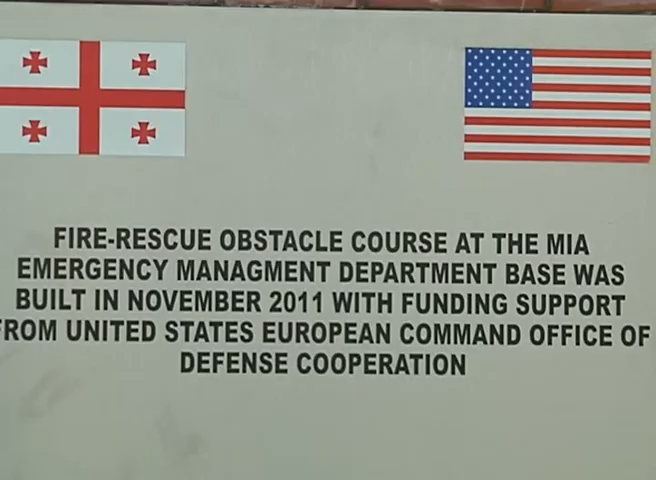 FIRE-RESCUE OBSTACLE COURSE AT THE MIA
EMERGENCY MANAGMENT DEPARTMENT BASE WAS
BUILT IN NOVEMBER 2011 WITH FUNDING SUPPORT
FROM UNITED STATES EUROPEAN COMMAND OFFICE OF
DEFENSE COOPERATION